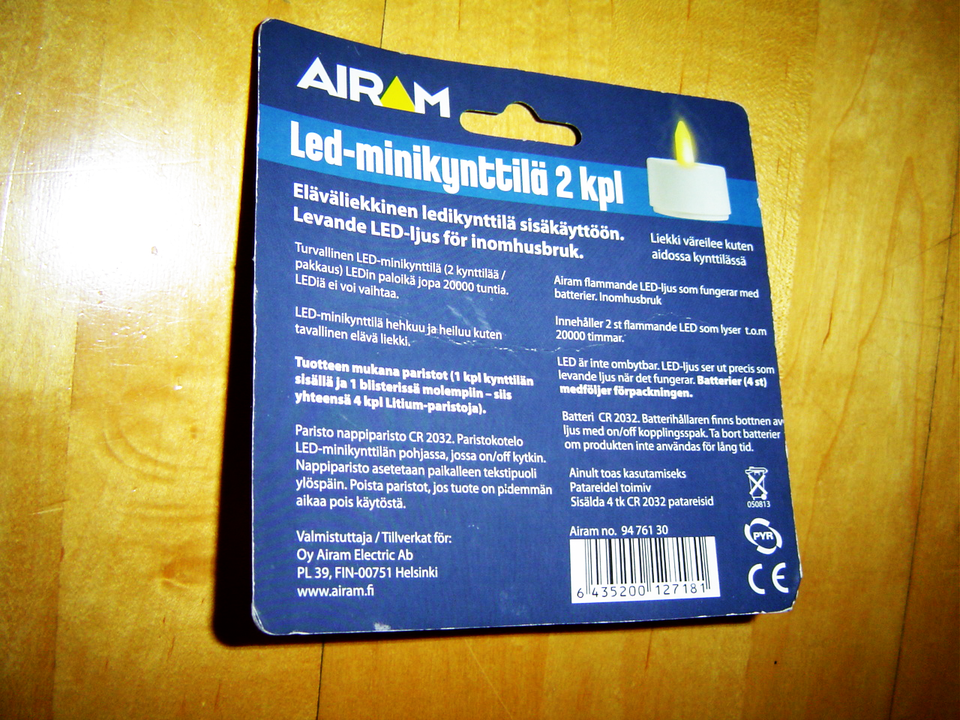 AIRAM
Led-minikynttilä 2 kpl
Eläväliekkinen ledikynttilä sisäkäyttöön.
Levande LED-ljus för inomhusbruk.
Liekki väreilee kuten
aidossa kynttilässä
Turvallinen LED-minikynttilä (2 kynttilää /
pakkaus) LEDin paloikä jopa 20000 tuntia.
LEDiä ei voi vaihtaa.
LED-minikynttilä hehkuu ja heiluu kuten
tavallinen elävä liekki.
Tuotteen mukana paristot (1 kpl kynttilän
sisällä ja 1 blisterissä molempiin – siis
yhteensä 4 kpl Litium-paristoja).
Paristo nappiparisto CR 2032. Paristokotelo
LED-minikynttilän pohjassa, jossa on/off kytkin.
Nappiparisto asetetaan paikalleen tekstipuoli
ylöspäin. Poista paristot, jos tuote on pidemmän
aikaa pois käytöstä.
Valmistuttaja / Tillverkat för:
Oy Airam Electric Ab
PL 39, FIN-00751 Helsinki
www.airam.fi
Airam flammande LED-ljus som fungerar med
batterier. Inomhusbruk
Innehåller 2 st flammande LED som lyser t.o.m
20000 timmar.
LED är inte ombytbar. LED-ljus ser ut precis som
levande ljus när det fungerar. Batterier (4 st)
medföljer förpackningen.
Batteri CR 2032. Batterihållaren finns bottnen av
ljus med on/off kopplingsspak. Ta bort batterier
om produkten inte användas för lång tid.
Ainult toas kasutamiseks
Patareidel toimiv
Sisälda 4 tk CR 2032 patareisid
Airam no. 94 761 30
6 435200 127181
050813
PYR
CE